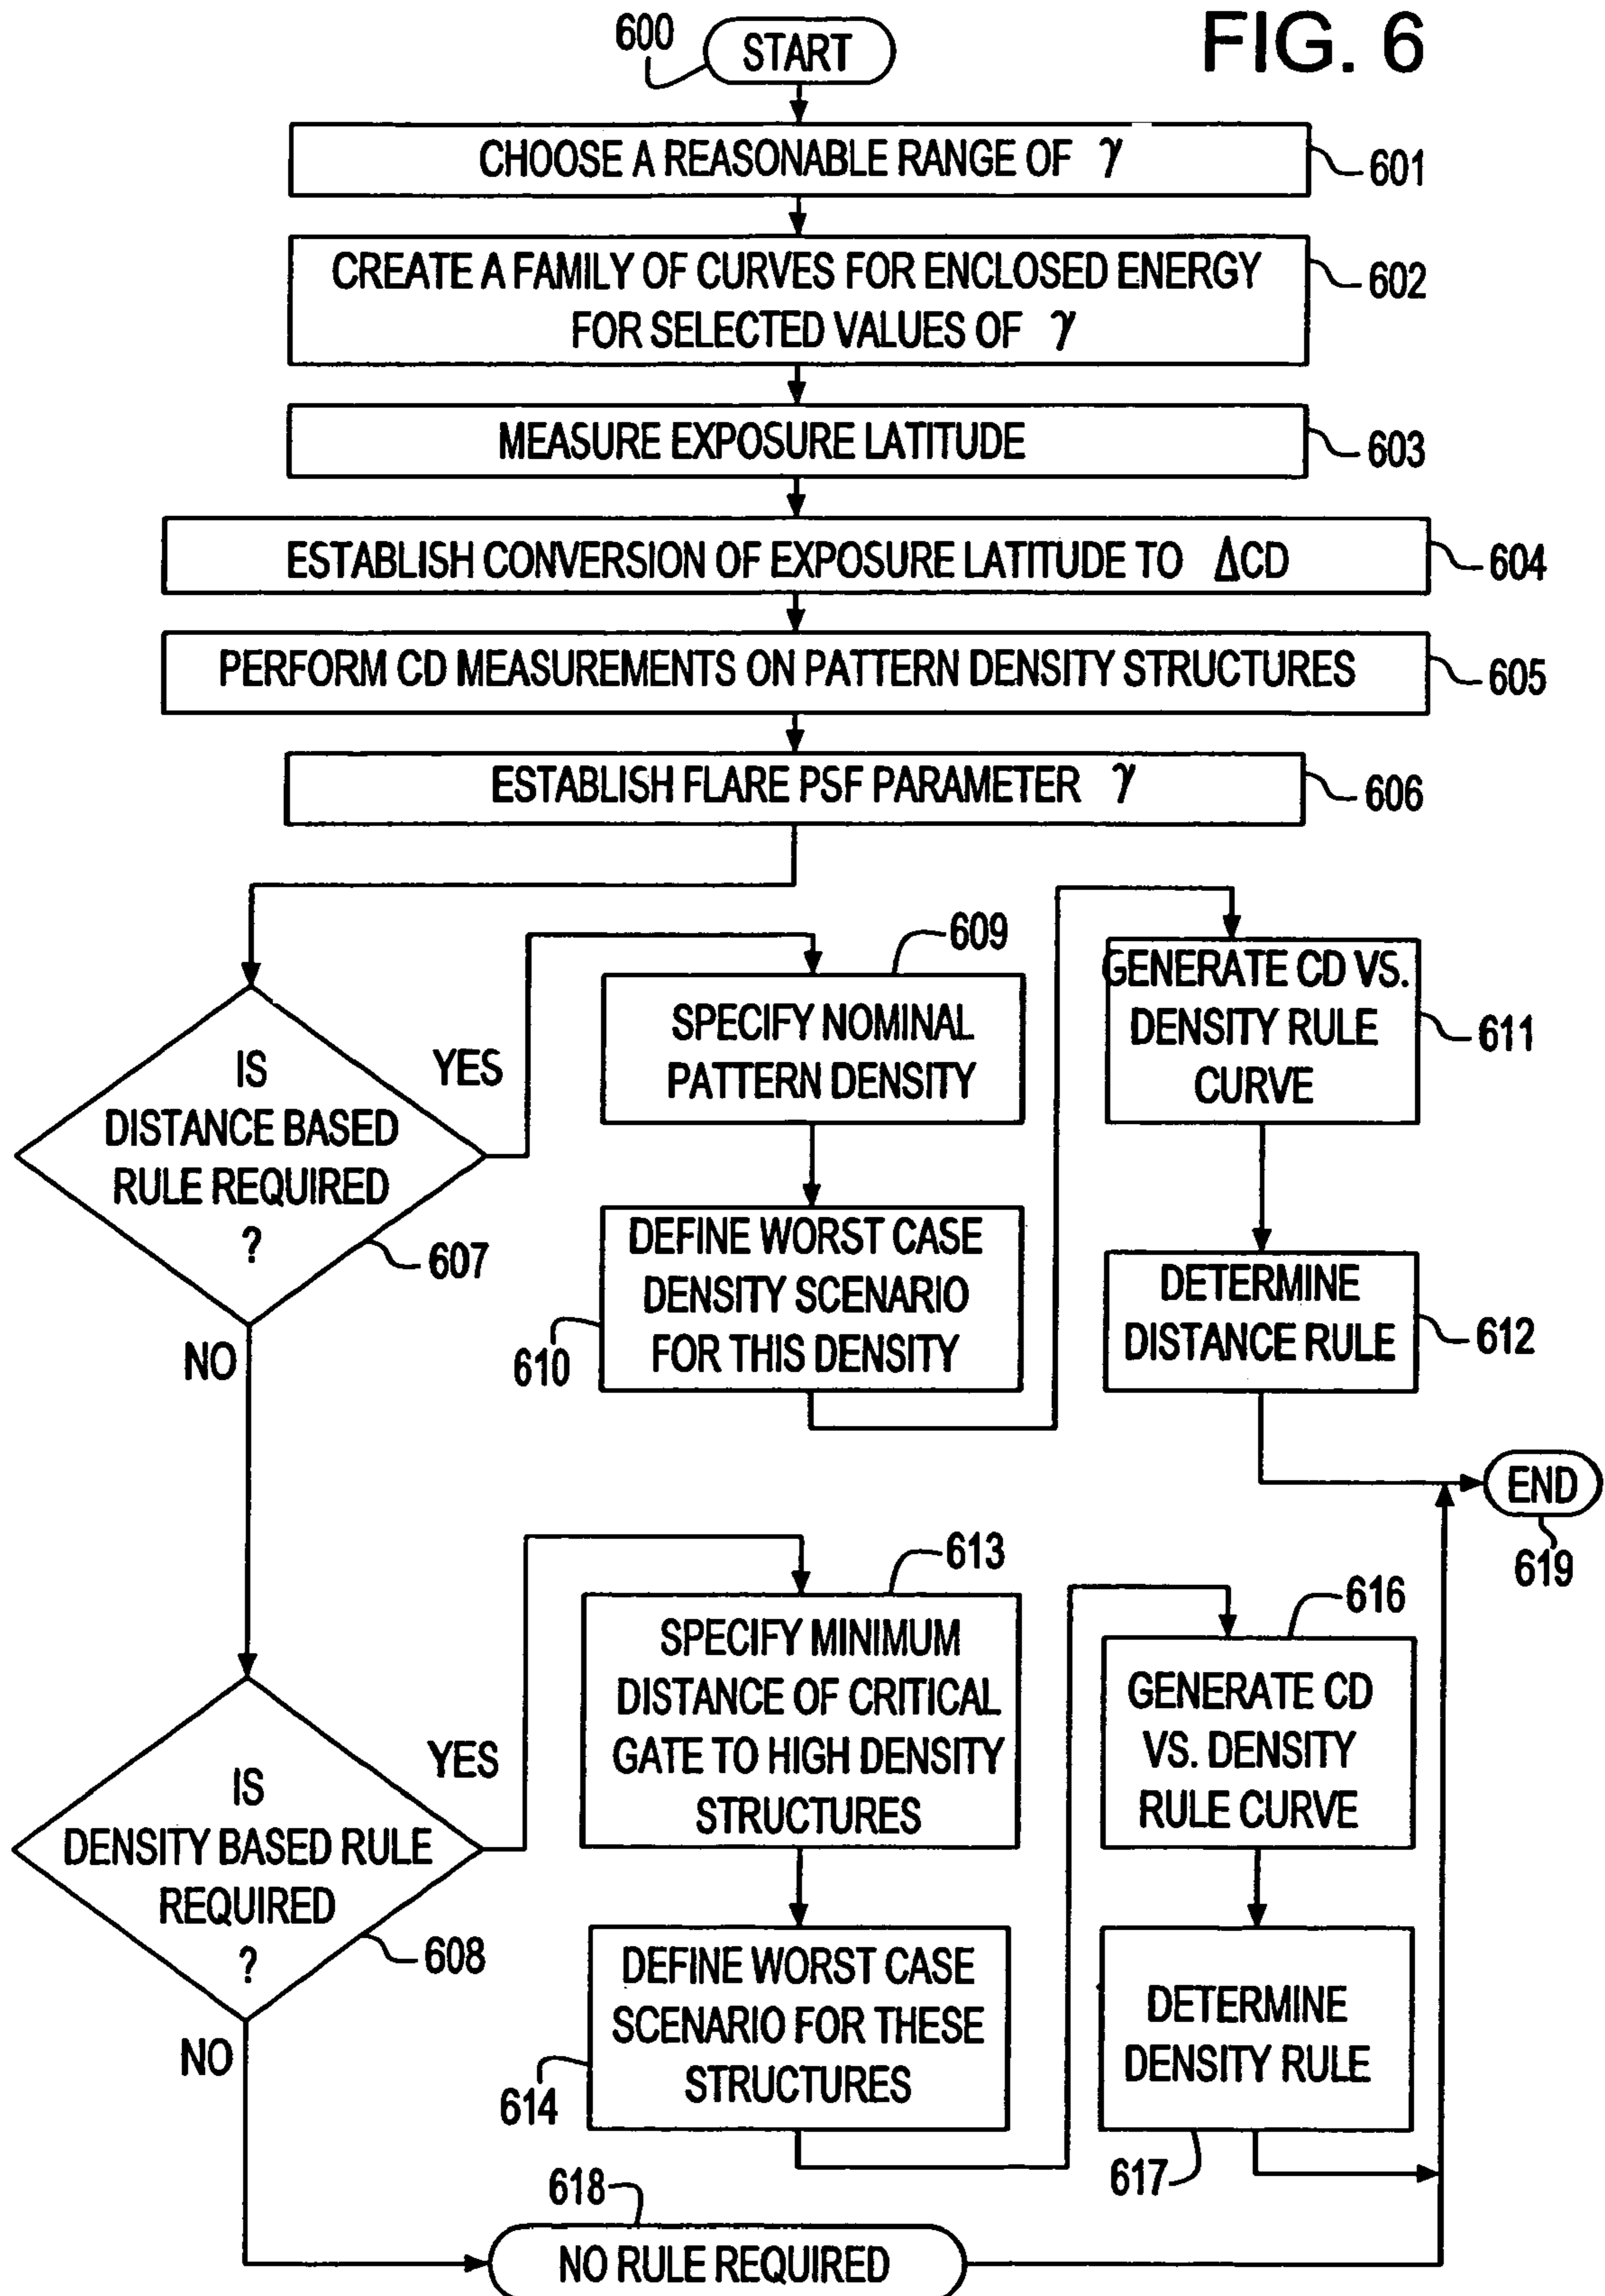 FIG. 6
600
START
CHOOSE A REASONABLE RANGE OF γ
601
CREATE A FAMILY OF CURVES FOR ENCLOSED ENERGY
FOR SELECTED VALUES OF γ
602
MEASURE EXPOSURE LATITUDE
603
ESTABLISH CONVERSION OF EXPOSURE LATITUDE TO ΔCD
604
PERFORM CD MEASUREMENTS ON PATTERN DENSITY STRUCTURES
605
ESTABLISH FLARE PSF PARAMETER γ
606
IS
DISTANCE BASED
RULE REQUIRED
?
607
YES
NO
609
SPECIFY NOMINAL
PATTERN DENSITY
DEFINE WORST CASE
DENSITY SCENARIO
FOR THIS DENSITY
610
GENERATE CD VS.
DENSITY RULE
CURVE
611
DETERMINE
DISTANCE RULE
612
END
619
IS
DENSITY BASED RULE
REQUIRED
?
608
YES
NO
613
SPECIFY MINIMUM
DISTANCE OF CRITICAL
GATE TO HIGH DENSITY
STRUCTURES
DEFINE WORST CASE
SCENARIO FOR THESE
STRUCTURES
614
616
GENERATE CD
VS. DENSITY
RULE CURVE
DETERMINE
DENSITY RULE
617
618
NO RULE REQUIRED